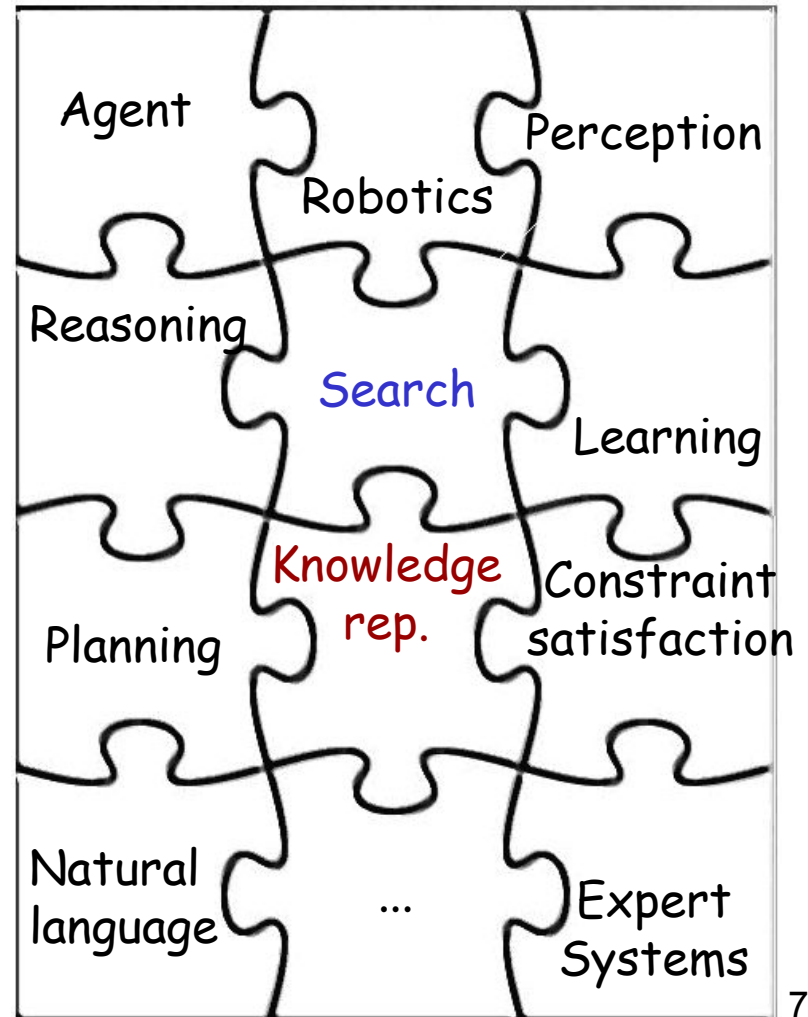 Agent
Robotics
Perception
Reasoning
Search
Learning
Planning
Knowledge
rep.
Constraint
satisfaction
Natural
language
...
Expert
Systems
7